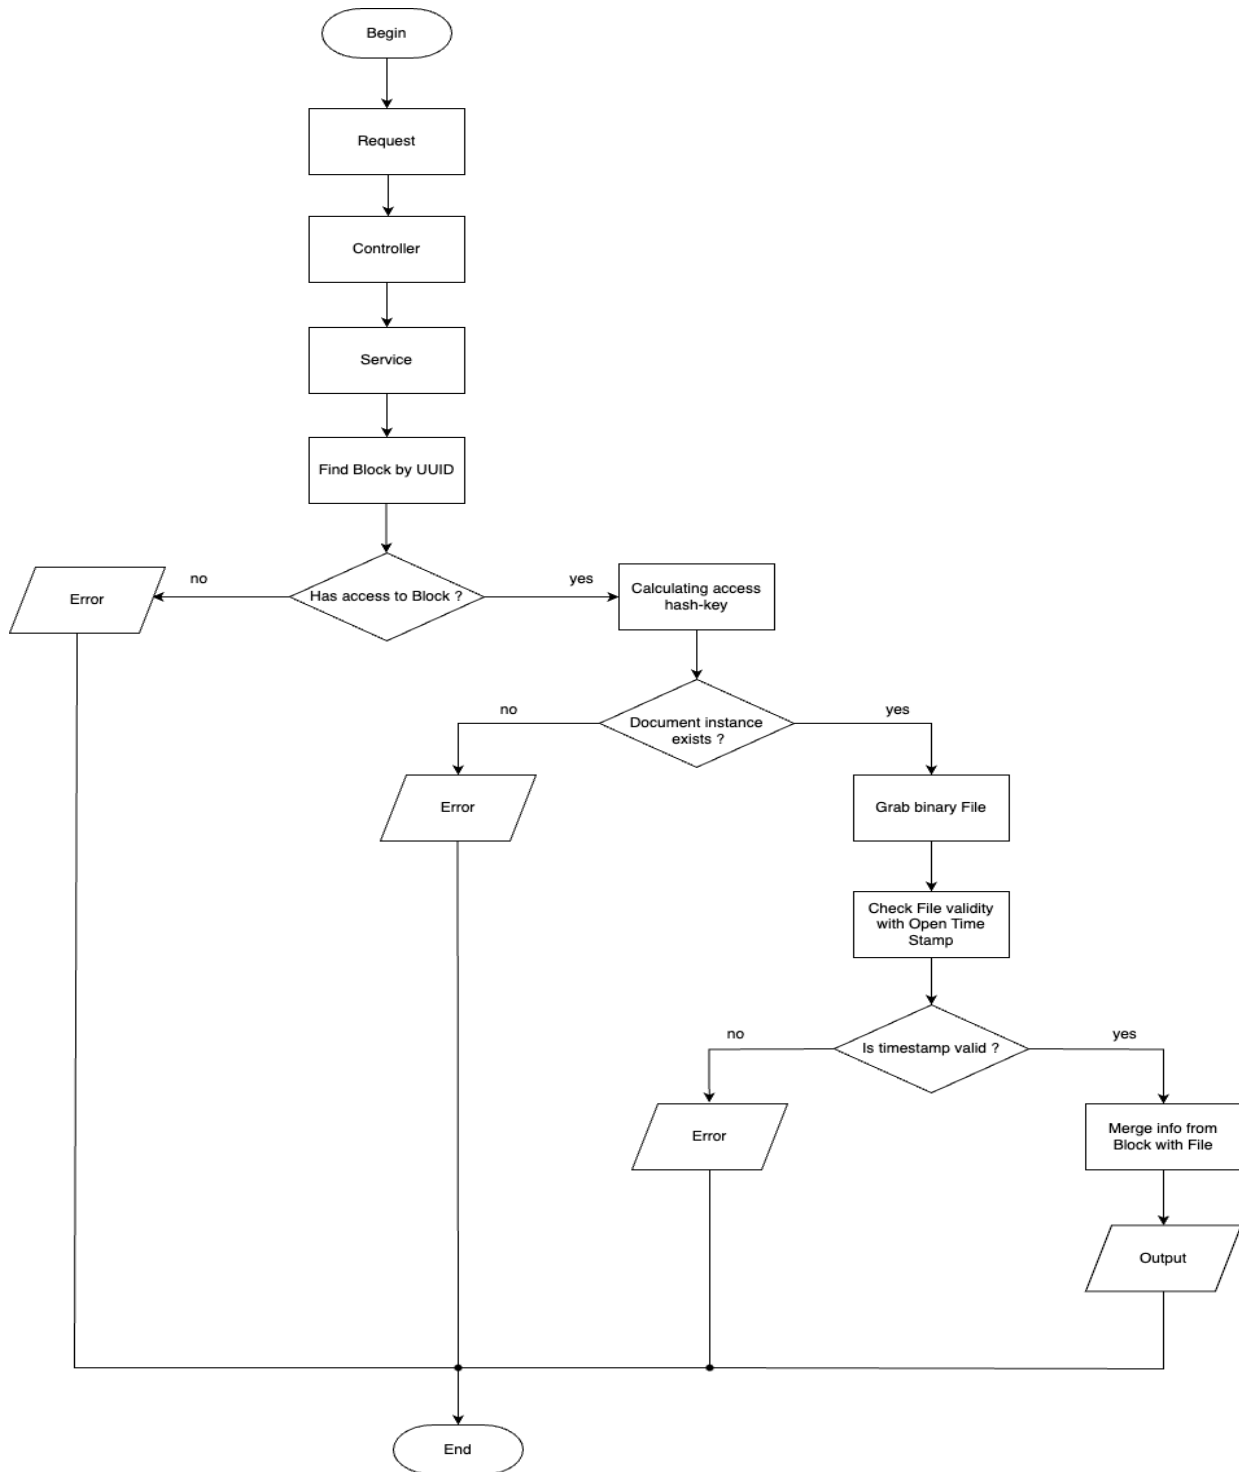 Begin
Request
Controller
Service
Find Block by UUID
no
Has access to Block ?
yes
Error
Calculating access
hash-key
no
Document instance
exists ?
yes
Error
Grab binary File
Check File validity
with Open Time
Stamp
no
Is timestamp valid ?
yes
Error
Merge info from
Block with File
Output
End